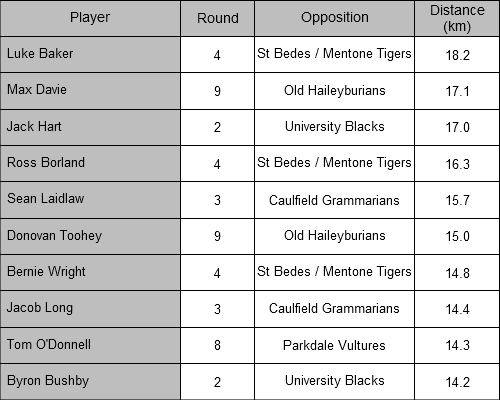 Player Round Opposition Distance (km)
Luke Baker 4 St Bedes / Mentone Tigers 18.2
Max Davie 9 Old Haileyburians 17.1
Jack Hart 2 University Blacks 17.0
Ross Borland 4 St Bedes / Mentone Tigers 16.3
Sean Laidlaw 3 Caulfield Grammarians 15.7
Donovan Toohey 9 Old Haileyburians 15.0
Bernie Wright 4 St Bedes / Mentone Tigers 14.8
Jacob Long 3 Caulfield Grammarians 14.4
Tom O'Donnell 8 Parkdale Vultures 14.3
Byron Bushby 2 University Blacks 14.2